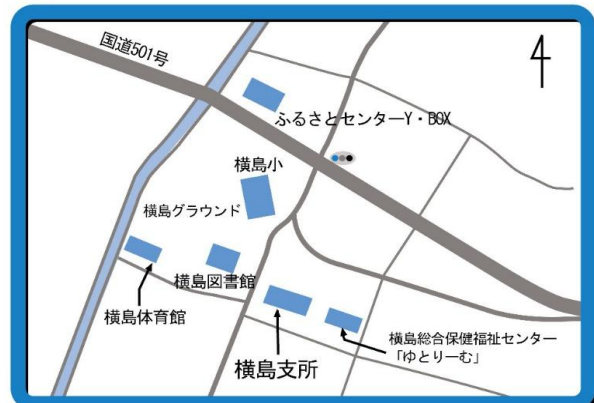 国道501号
ふるさとセンターY・BOX
横島小
横島グラウンド
横島図書館
横島体育館
横島支所
横島総合保健福祉センター
「ゆとりーむ」